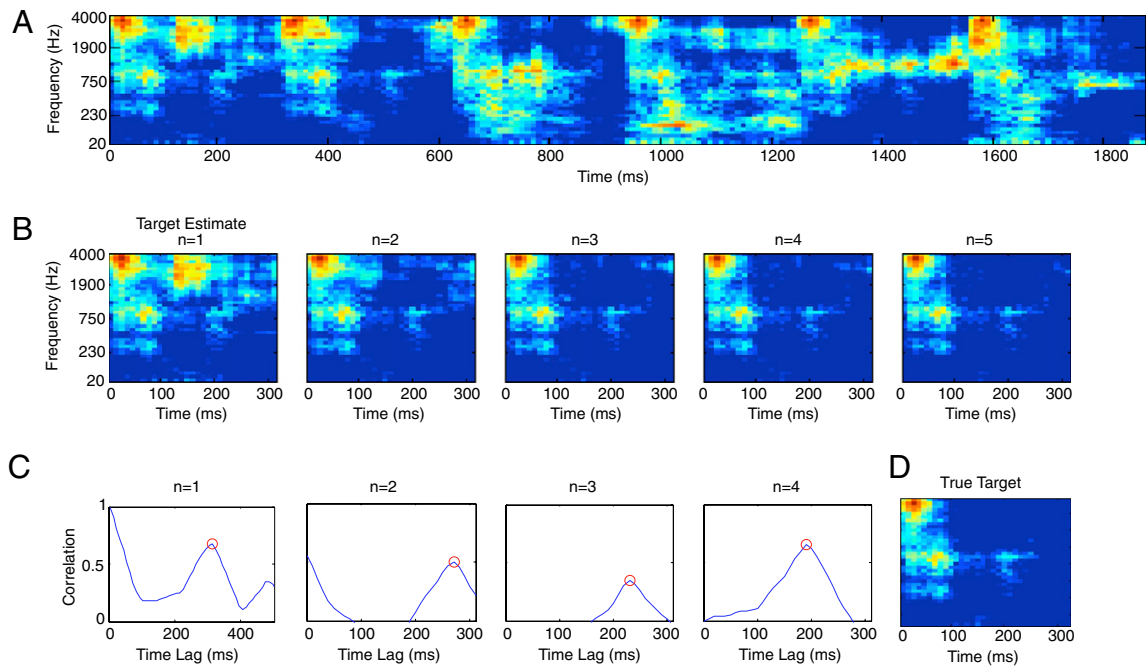 A
Frequency (Hz)
4000
1900
750
230
20
0 200 400 600 800 1000 1200 1400 1600 1800
Time (ms)
B
Target Estimate
n=1 n=2 n=3 n=4 n=5
Frequency (Hz)
4000
1900
750
230
20
0 100 200 300 0 100 200 300 0 100 200 300 0 100 200 300 0 100 200 300
Time (ms) Time (ms) Time (ms) Time (ms) Time (ms)
C
n=1 n=2 n=3 n=4
Correlation
1
0.5
0
0 200 400 0 100 200 300 0 100 200 300 0 100 200 300
Time Lag (ms) Time Lag (ms) Time Lag (ms) Time Lag (ms)
D
True Target
0 100 200 300
Time (ms)